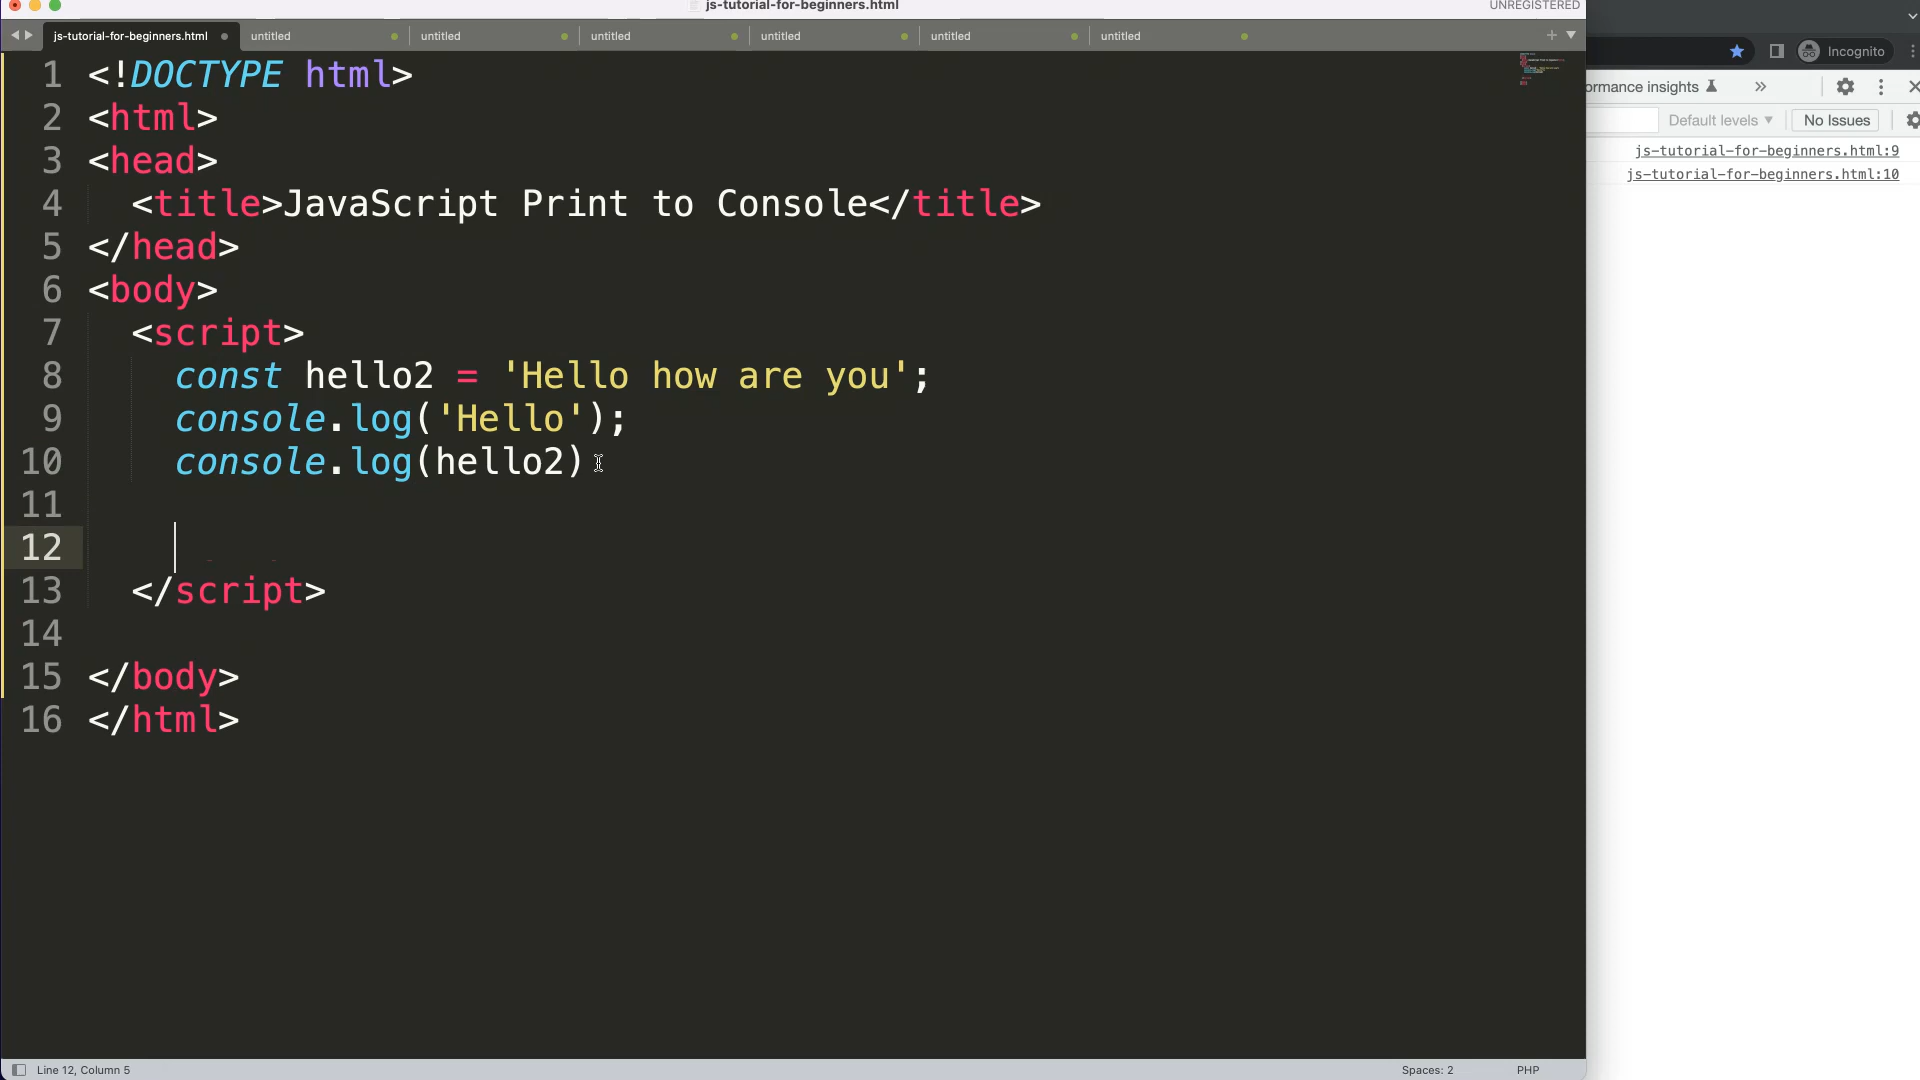 js-tutorial-for-beginners.html
UNREGISTERED
js-tutorial-for-beginners.html untitled untitled untitled untitled untitled untitled
Incognito
1 <!DOCTYPE html>
2 <html>
3 <head>
4 <title>JavaScript Print to Console</title>
5 </head>
6 <body>
7 <script>
8 const hello2 = 'Hello how are you';
9 console.log('Hello');
10 console.log(hello2)
11
12
13 </script>
14
15 </body>
16 </html>
ormance insights
Default levels No Issues
js-tutorial-for-beginners.html:9
js-tutorial-for-beginners.html:10
Line 12, Column 5
Spaces: 2 PHP